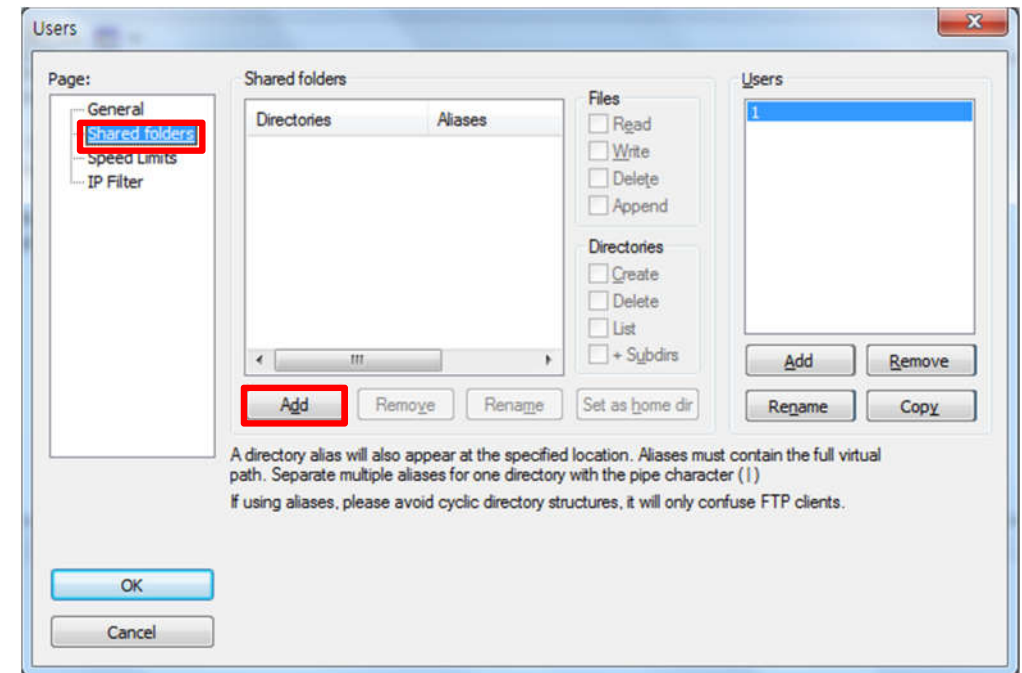 Users
Page:
General
Shared folders
Speed Limits
IP Filter
Shared folders
Directories Aliases
Files
Read
Write
Delete
Append
Directories
Create
Delete
List
+ Subdirs
Add Remove Rename Set as home dir
Users
1
Add Remove
Rename Copy
A directory alias will also appear at the specified location. Aliases must contain the full virtual
path. Separate multiple aliases for one directory with the pipe character (|)
If using aliases, please avoid cyclic directory structures, it will only confuse FTP clients.
OK
Cancel